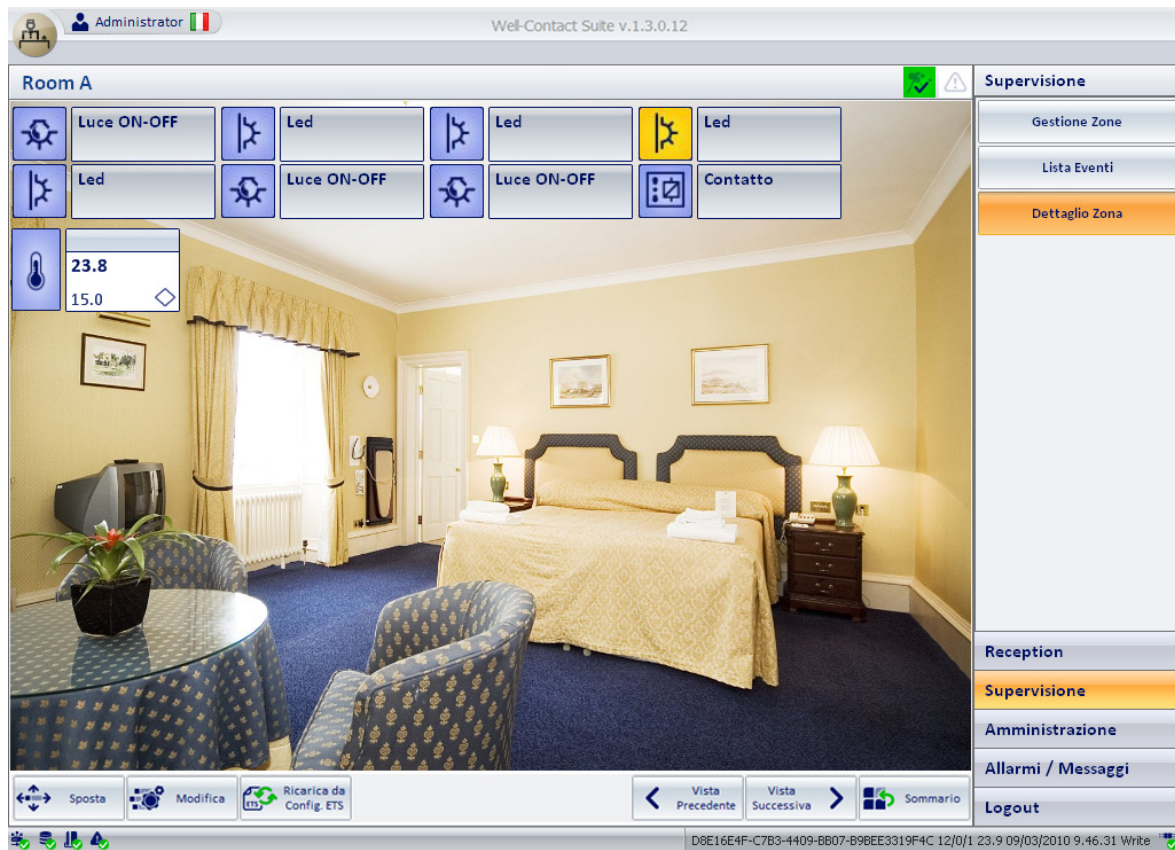 Administrator
Well-Contact Suite v.1.3.0.12
Room A
Supervisione
Luce ON-OFF
Led
Led
Led
Led
Luce ON-OFF
Luce ON-OFF
Contatto
23.8
15.0
Gestione Zone
Lista Eventi
Dettaglio Zona
Reception
Supervisione
Amministrazione
Allarmi / Messaggi
Logout
Sposta
Modifica
ETS
Ricarica da
Config. ETS
Vista
Precedente
Vista
Successiva
Sommario
D8E16E4F-C7B3-4409-BB07-B9BEE3319F4C 12/0/1 23.9 09/03/2010 9.46.31 Write